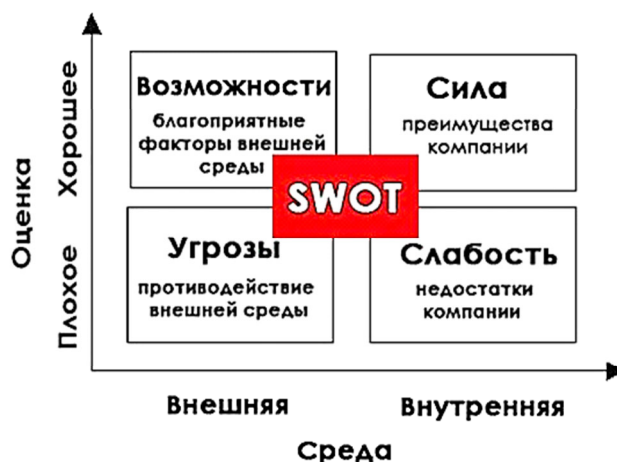 Оценка
Хорошее
Плохое
Возможности
благоприятные
факторы внешней
среды
Сила
преимущества
компании
SWOT
Угрозы
противодействие
внешней среды
Слабость
недостатки
компании
Внешняя
Внутренняя
Среда